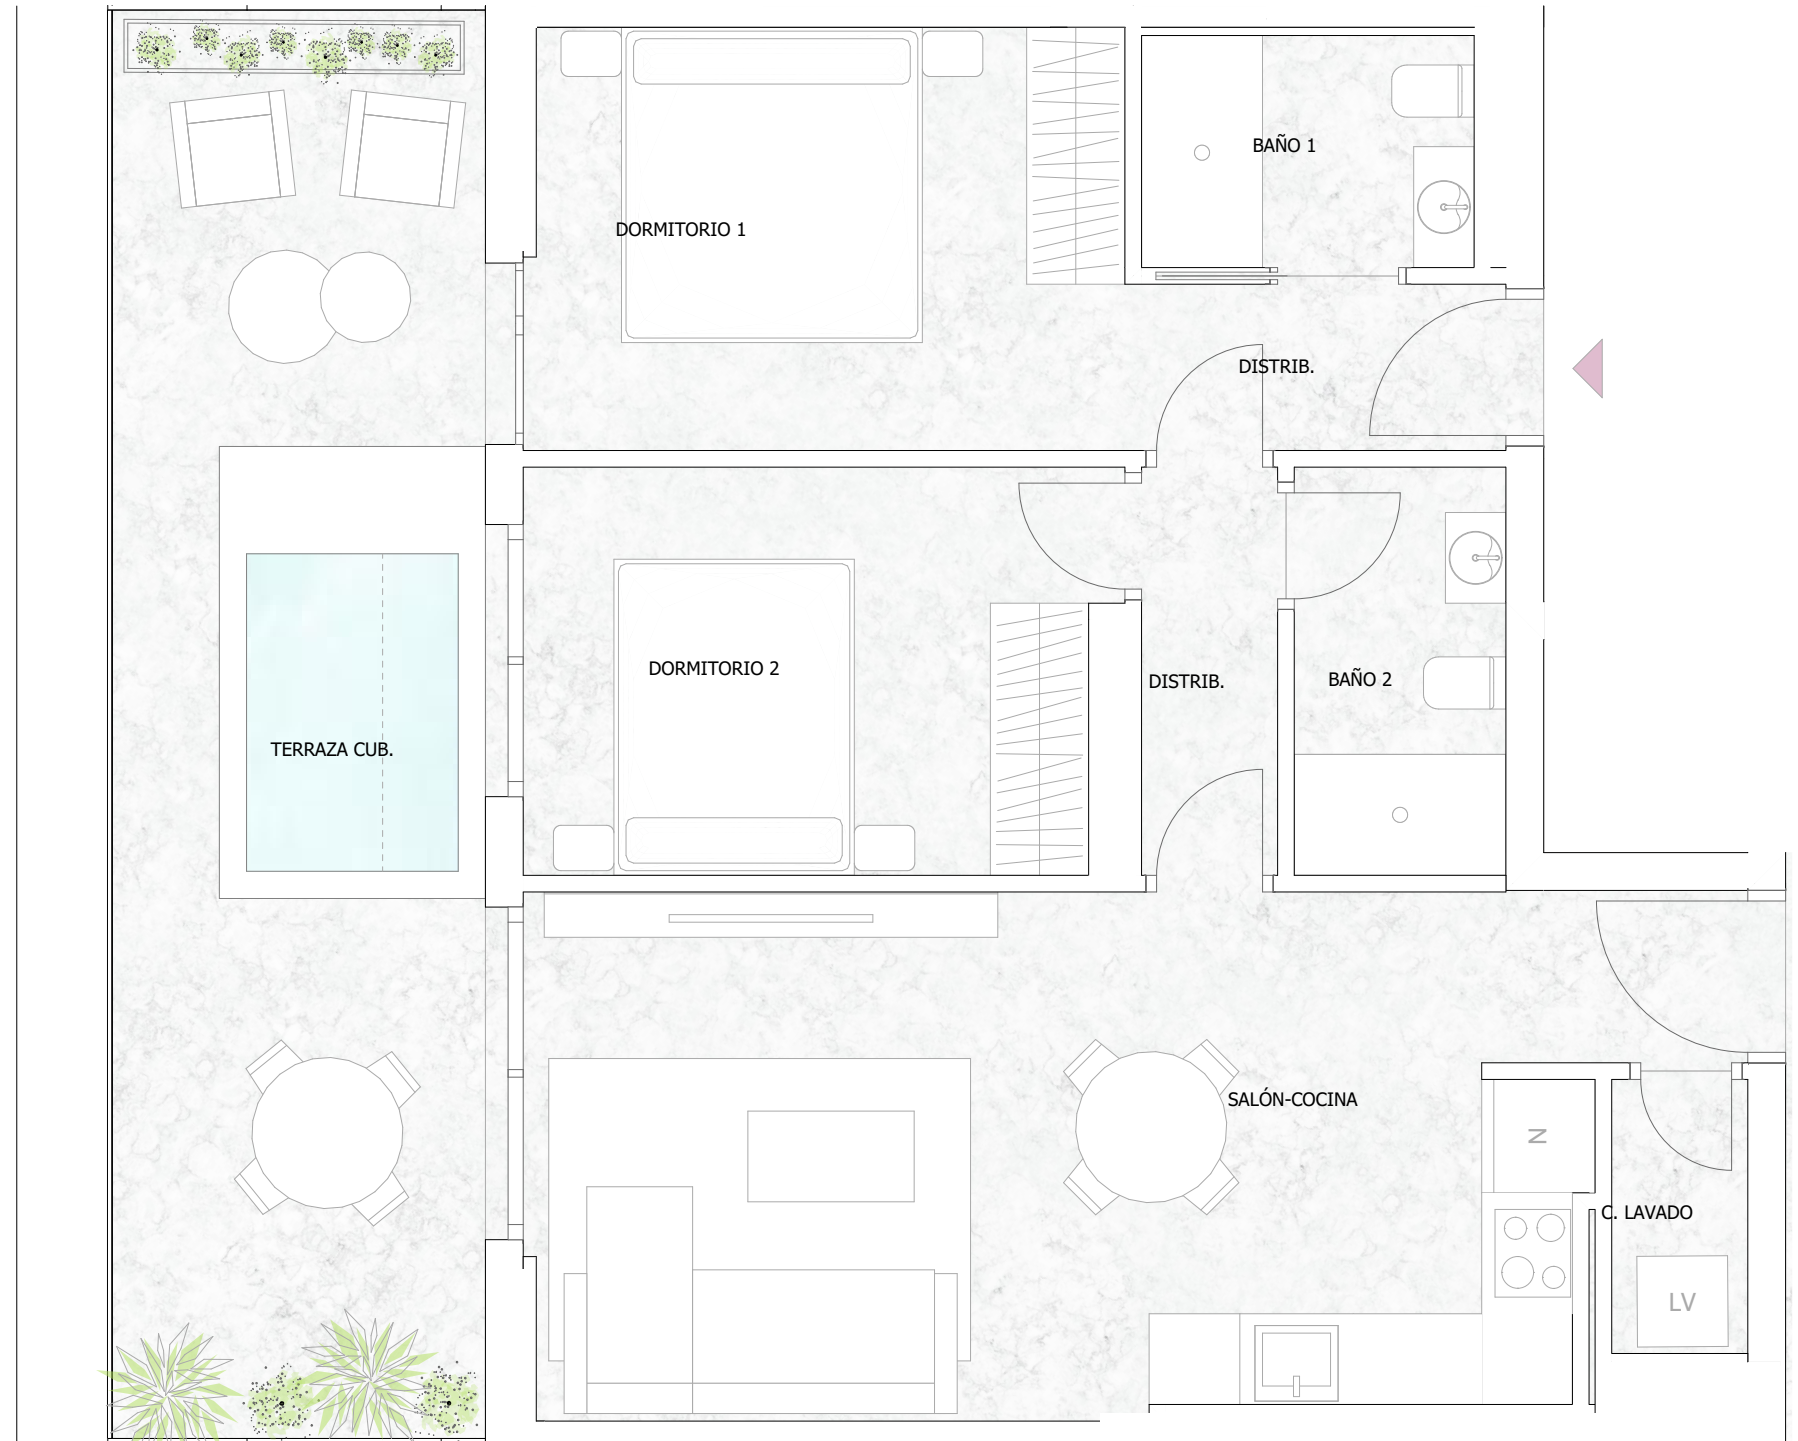 BAÑO 1
DORMITORIO 1
DISTRIB.
DORMITORIO 2
DISTRIB.
BAÑO 2
TERRAZA CUB.
SALÓN-COCINA
N
C. LAVADO
LV